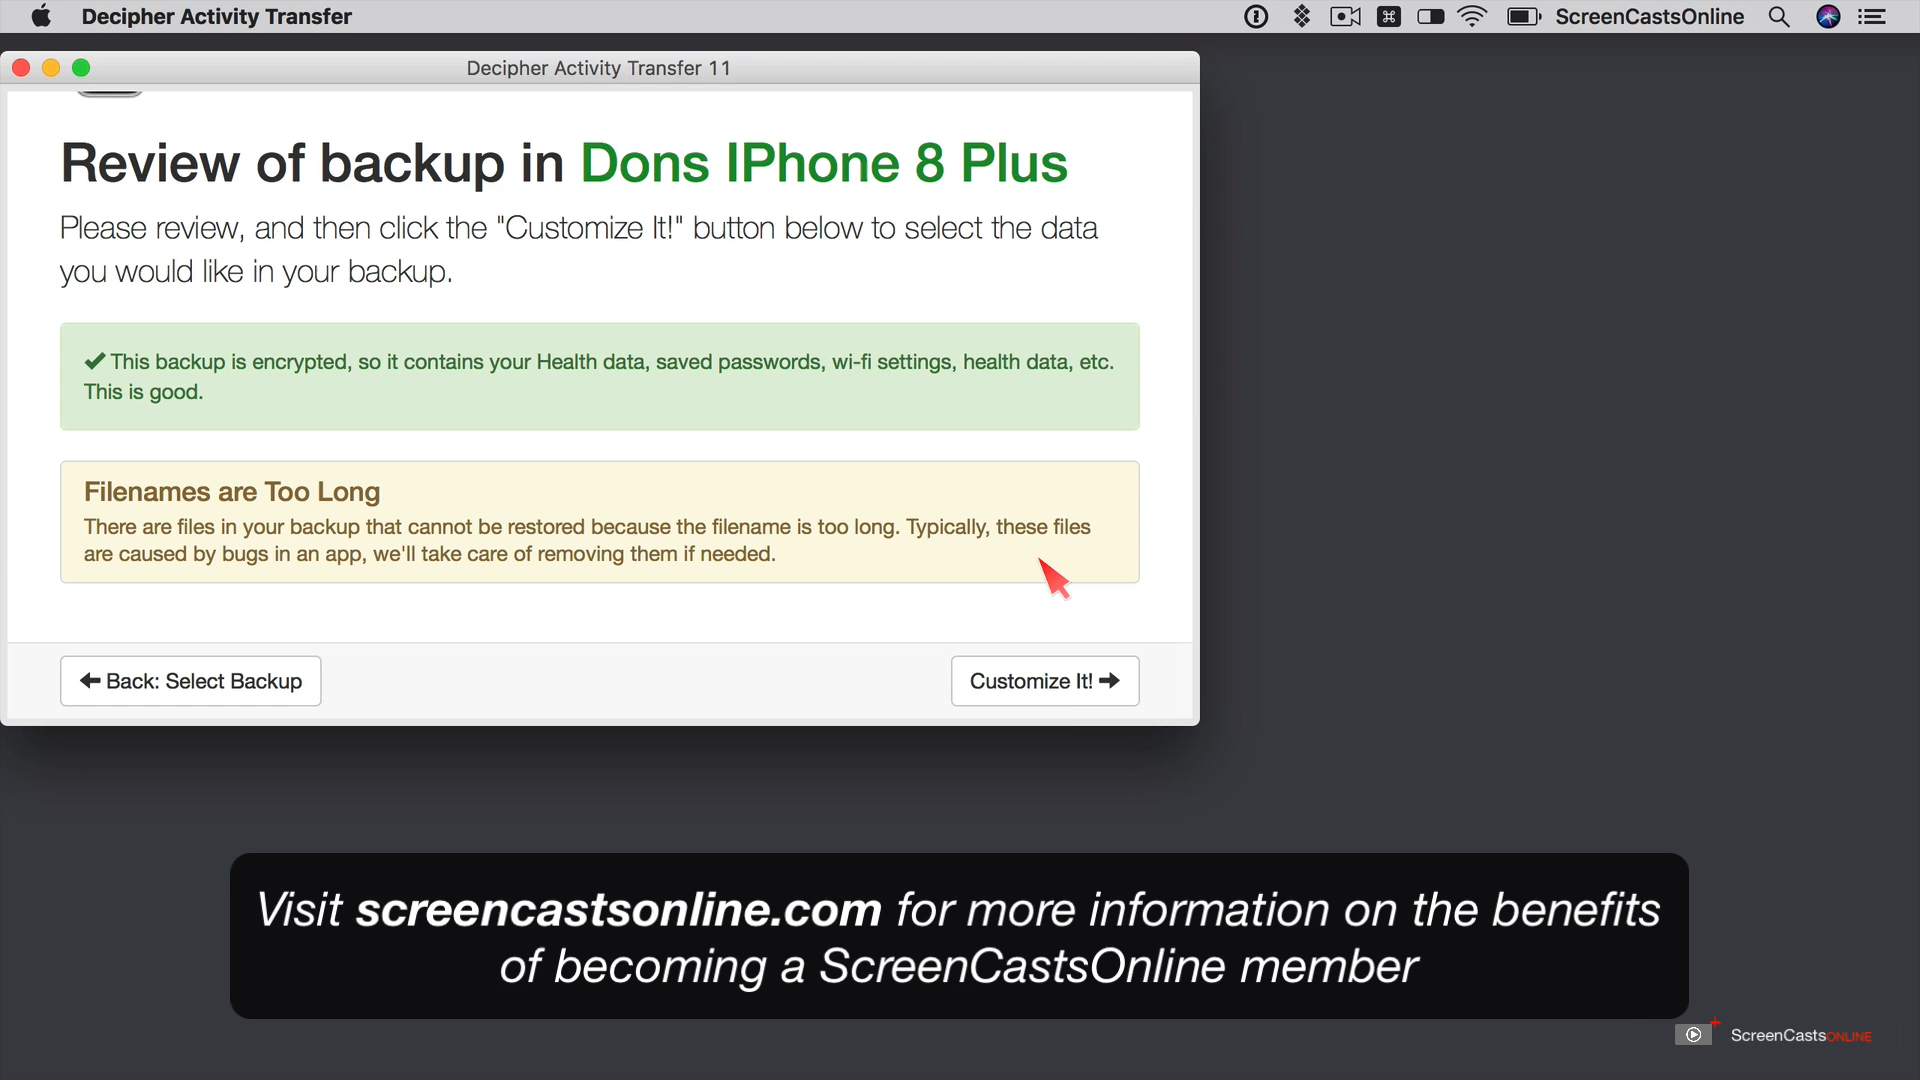 Decipher Activity Transfer
ScreenCastsOnline
Decipher Activity Transfer 11
Review of backup in Dons IPhone 8 Plus
Please review, and then click the "Customize It!" button below to select the data
you would like in your backup.
This backup is encrypted, so it contains your Health data, saved passwords, wi-fi settings, health data, etc.
This is good.
Filenames are Too Long
There are files in your backup that cannot be restored because the filename is too long. Typically, these files
are caused by bugs in an app, we'll take care of removing them if needed.
Back: Select Backup
Customize It!
Visit screencastsonline.com for more information on the benefits
of becoming a ScreenCastsOnline member
ScreenCastsONLINE